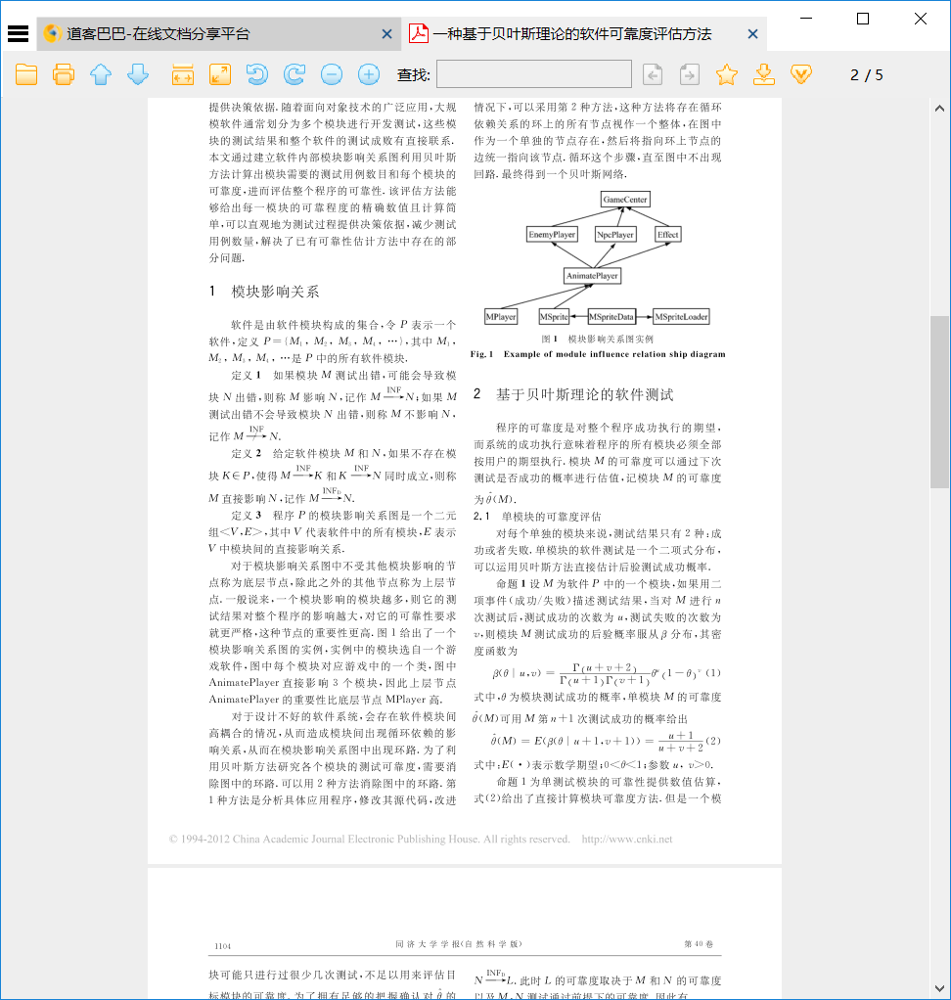 道客巴巴-在线文档分享平台
一种基于贝叶斯理论的软件可靠度评估方法
查找:
2 / 5
提供决策依据.随着面向对象技术的广泛应用,大规
模软件通常划分为多个模块进行开发测试,这些模
块的测试结果和整个软件的测试成败有直接联系.
本文通过建立软件内部模块影响关系图利用贝叶斯
方法计算出模块需要的测试用例数目和每个模块的
可靠度,进而评估整个程序的可靠性.该评估方法能
够给出每一模块的可靠程度的精确数值且计算简
单,可以直观地为测试过程提供决策依据,减少测试
用例数量,解决了已有可靠性估计方法中存在的部
分问题.
1 模块影响关系
软件是由软件模块构成的集合,令 P 表示一个
软件,定义 P={M1, M2, M3, M4, …},其中 M1,
M2, M3, M4, …是 P 中的所有软件模块.
定义 1 如果模块 M 测试出错,可能会导致模
块 N 出错,则称 M 影响 N,记作 M —INF→ N;如果 M
测试出错不会导致模块 N 出错,则称 M 不影响 N,
记作 M —INF↛ N.
定义 2 给定软件模块 M 和 N,如果不存在模
块 K∈P,使得 M —INF→ K 和 K —INF→ N 同时成立,则称
M 直接影响 N,记作 M —INF_D→ N.
定义 3 程序 P 的模块影响关系图是一个二元
组<V,E>,其中 V 代表软件中的所有模块,E 表示
V 中模块间的直接影响关系.
对于模块影响关系图中不受其他模块影响的节
点称为底层节点,除此之外的其他节点称为上层节
点.一般说来,一个模块影响的模块越多,则它的测
试结果对整个程序的影响越大,对它的可靠性要求
就更严格,这种节点的重要性更高.图 1 给出了一个
模块影响关系图的实例,实例中的模块选自一个游
戏软件,图中每个模块对应游戏中的一个类,图中
AnimatePlayer 直接影响 3 个模块,因此上层节点
AnimatePlayer 的重要性比底层节点 MPlayer 高.
对于设计不好的软件系统,会存在软件模块间
高耦合的情况,从而造成模块间出现循环依赖的影
响关系,从而在模块影响关系图中出现环路.为了利
用贝叶斯方法研究各个模块的测试可靠度,需要消
除图中的环路.可以用 2 种方法消除图中的环路.第
1 种方法是分析具体应用程序,修改其源代码,改进
情况下,可以采用第 2 种方法,这种方法将存在循环
依赖关系的环上的所有节点视作一个整体,在图中
作为一个单独的节点存在,然后将指向环上节点的
边统一指向该节点.循环这个步骤,直至图中不出现
回路.最终得到一个贝叶斯网络.
GameCenter
EnemyPlayer NpcPlayer Effect
AnimatePlayer
MPlayer MSprite MSpriteData MSpriteLoader
图 1 模块影响关系图实例
Fig. 1 Example of module influence relation ship diagram
2 基于贝叶斯理论的软件测试
程序的可靠度是对整个程序成功执行的期望,
而系统的成功执行意味着程序的所有模块必须全部
按用户的期望执行.模块 M 的可靠度可以通过下次
测试是否成功的概率进行估值,记模块 M 的可靠度
为 θ̂(M).
2.1 单模块的可靠度评估
对每个单独的模块来说,测试结果只有 2 种:成
功或者失败.单模块的软件测试是一个二项式分布,
可以运用贝叶斯方法直接估计后验测试成功概率.
命题 1 设 M 为软件 P 中的一个模块,如果用二
项事件(成功/失败)描述测试结果,当对 M 进行 n
次测试后,测试成功的次数为 u,测试失败的次数为
v,则模块 M 测试成功的后验概率服从 β 分布,其密
度函数为
β(θ | u,v) = Γ(u+v+2) / Γ(u+1)Γ(v+1) θᵘ(1−θ)ᵛ (1)
式中,θ 为模块测试成功的概率,单模块 M 的可靠度
θ̂(M)可用 M 第 n+1 次测试成功的概率给出
θ̂(M) = E(β(θ | u+1,v+1)) = u+1 / u+v+2 (2)
式中:E(·)表示数学期望;0<θ<1;参数 u, v>0.
命题 1 为单测试模块的可靠性提供数值估算,
式(2)给出了直接计算模块可靠度方法.但是一个模
© 1994-2012 China Academic Journal Electronic Publishing House. All rights reserved. http://www.cnki.net
1104 同济大学学报(自然科学版) 第 40 卷
块可能只进行过很少几次测试,不足以用来评估目
标模块的可靠度.为了拥有足够的把握确认对 θ̂ 的
N —INF_D→ L.此时 L 的可靠度取决于 M 和 N 的可靠度
以及 M,N 测试通过前提下的可靠度.因此有